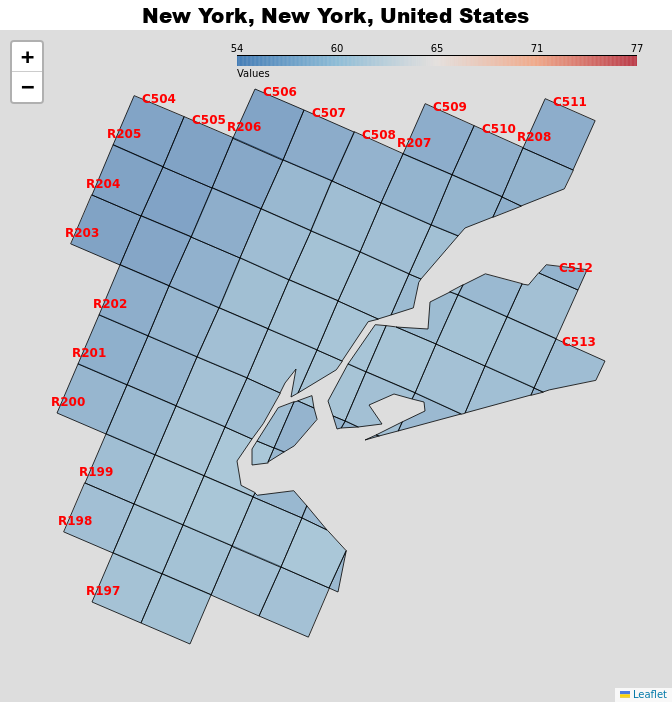 New York, New York, United States
+
−
54 60 65 71 77
Values
C504
C505
C506
C507
C508
C509
C510
C511
R205
R206
R207
R208
R204
R203
C512
R202
C513
R201
R200
R199
R198
R197
Leaflet